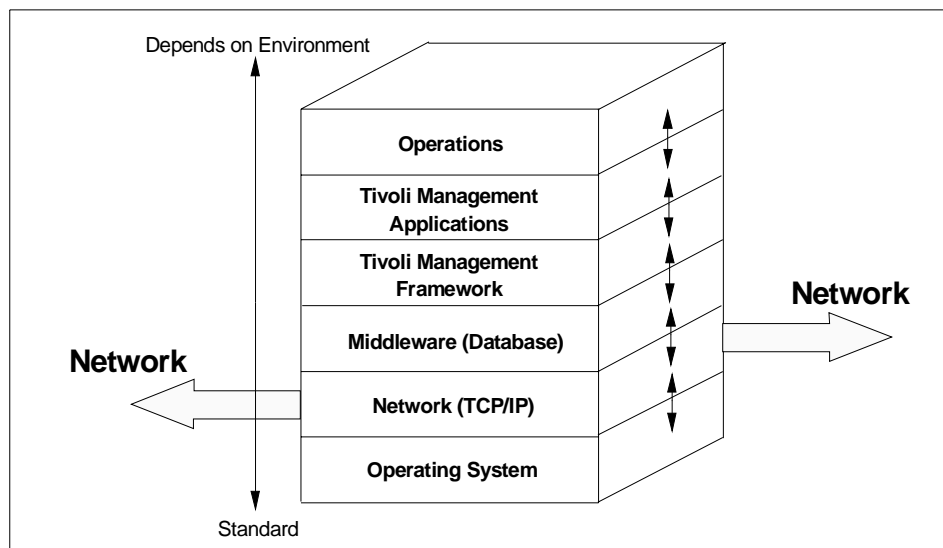 Depends on Environment
Operations
Tivoli Management
Applications
Tivoli Management
Framework
Network
Middleware (Database)
Network
Network (TCP/IP)
Operating System
Standard